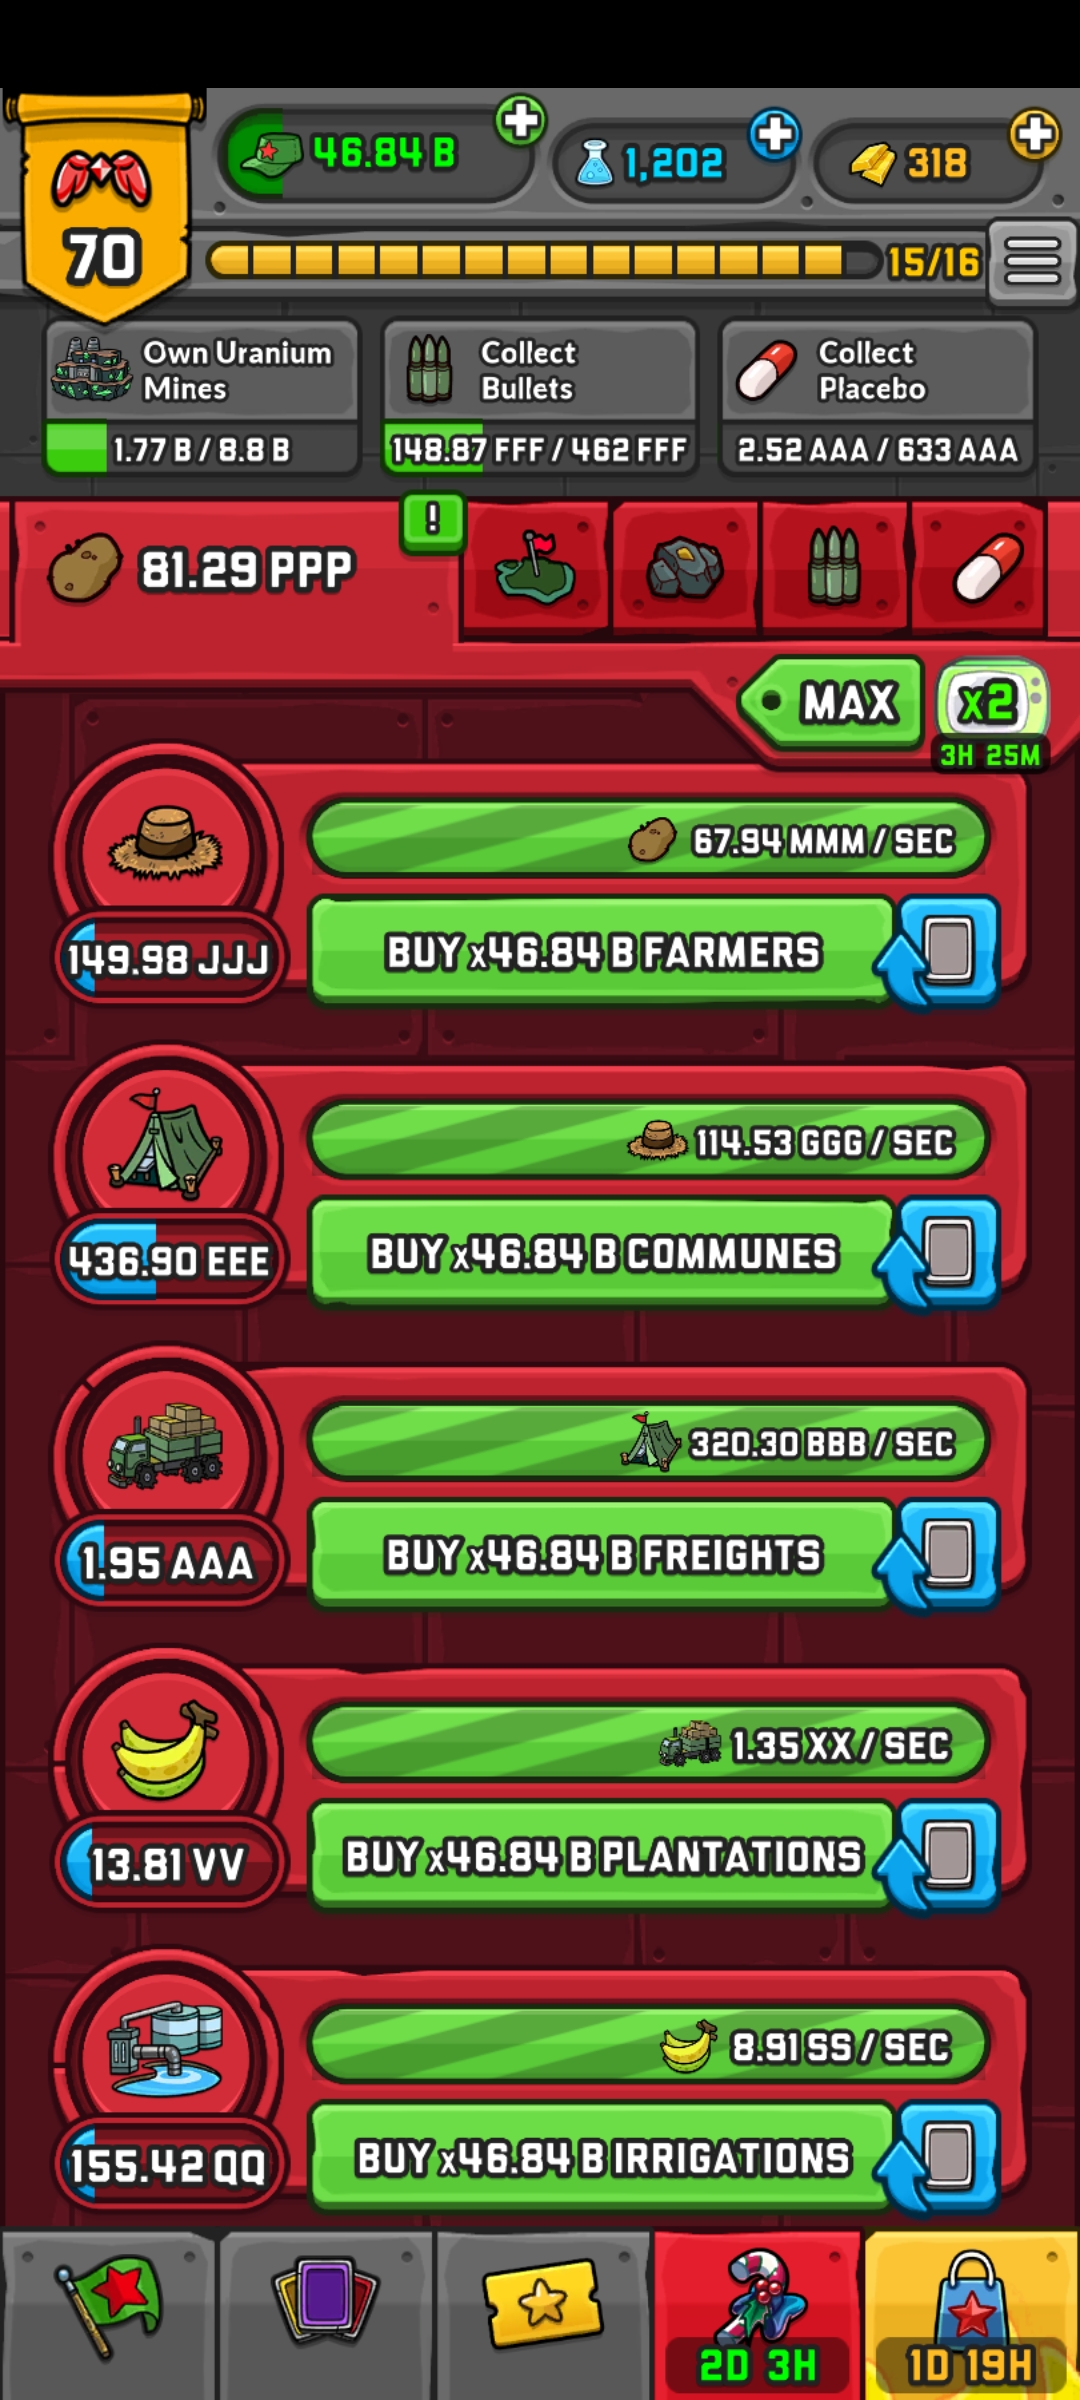 70
46.84 B
1,202
318
15/16
Own Uranium
Mines
1.77 B / 8.8 B
Collect
Bullets
148.87 FFF / 462 FFF
Collect
Placebo
2.52 AAA / 633 AAA
81.29 PPP
!
MAX
x2
3H 25M
67.94 MMM / SEC
149.98 JJJ
BUY x46.84 B FARMERS
114.53 GGG / SEC
436.90 EEE
BUY x46.84 B COMMUNES
320.30 BBB / SEC
1.95 AAA
BUY x46.84 B FREIGHTS
1.35 XX / SEC
13.81 VV
BUY x46.84 B PLANTATIONS
8.91 SS / SEC
155.42 QQ
BUY x46.84 B IRRIGATIONS
2D 3H
1D 19H